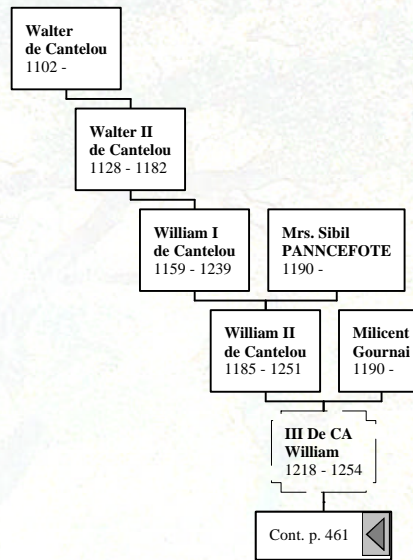 Walter
de Cantelou
1102 -
Walter II
de Cantelou
1128 - 1182
William I
de Cantelou
1159 - 1239
Mrs. Sibil
PANNCEFOTE
1190 -
William II
de Cantelou
1185 - 1251
Milicent
Gournai
1190 -
III De CA
William
1218 - 1254
Cont. p. 461